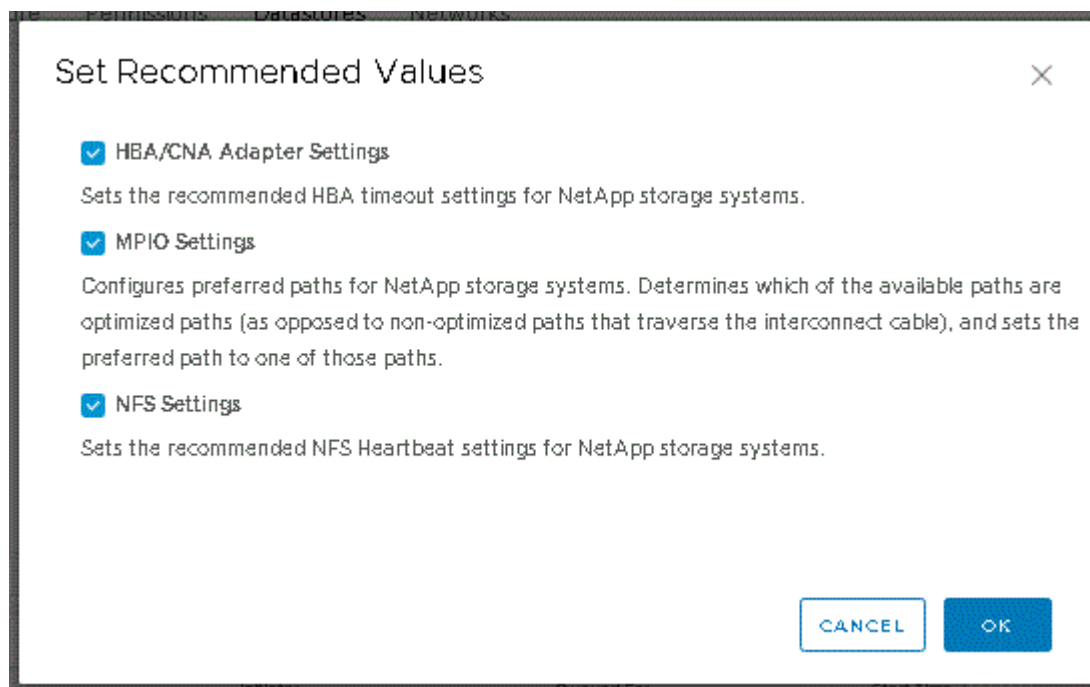 Permissions Datastores Networks
Set Recommended Values
HBA/CNA Adapter Settings
Sets the recommended HBA timeout settings for NetApp storage systems.
MPIO Settings
Configures preferred paths for NetApp storage systems. Determines which of the available paths are
optimized paths (as opposed to non-optimized paths that traverse the interconnect cable), and sets the
preferred path to one of those paths.
NFS Settings
Sets the recommended NFS Heartbeat settings for NetApp storage systems.
CANCEL OK